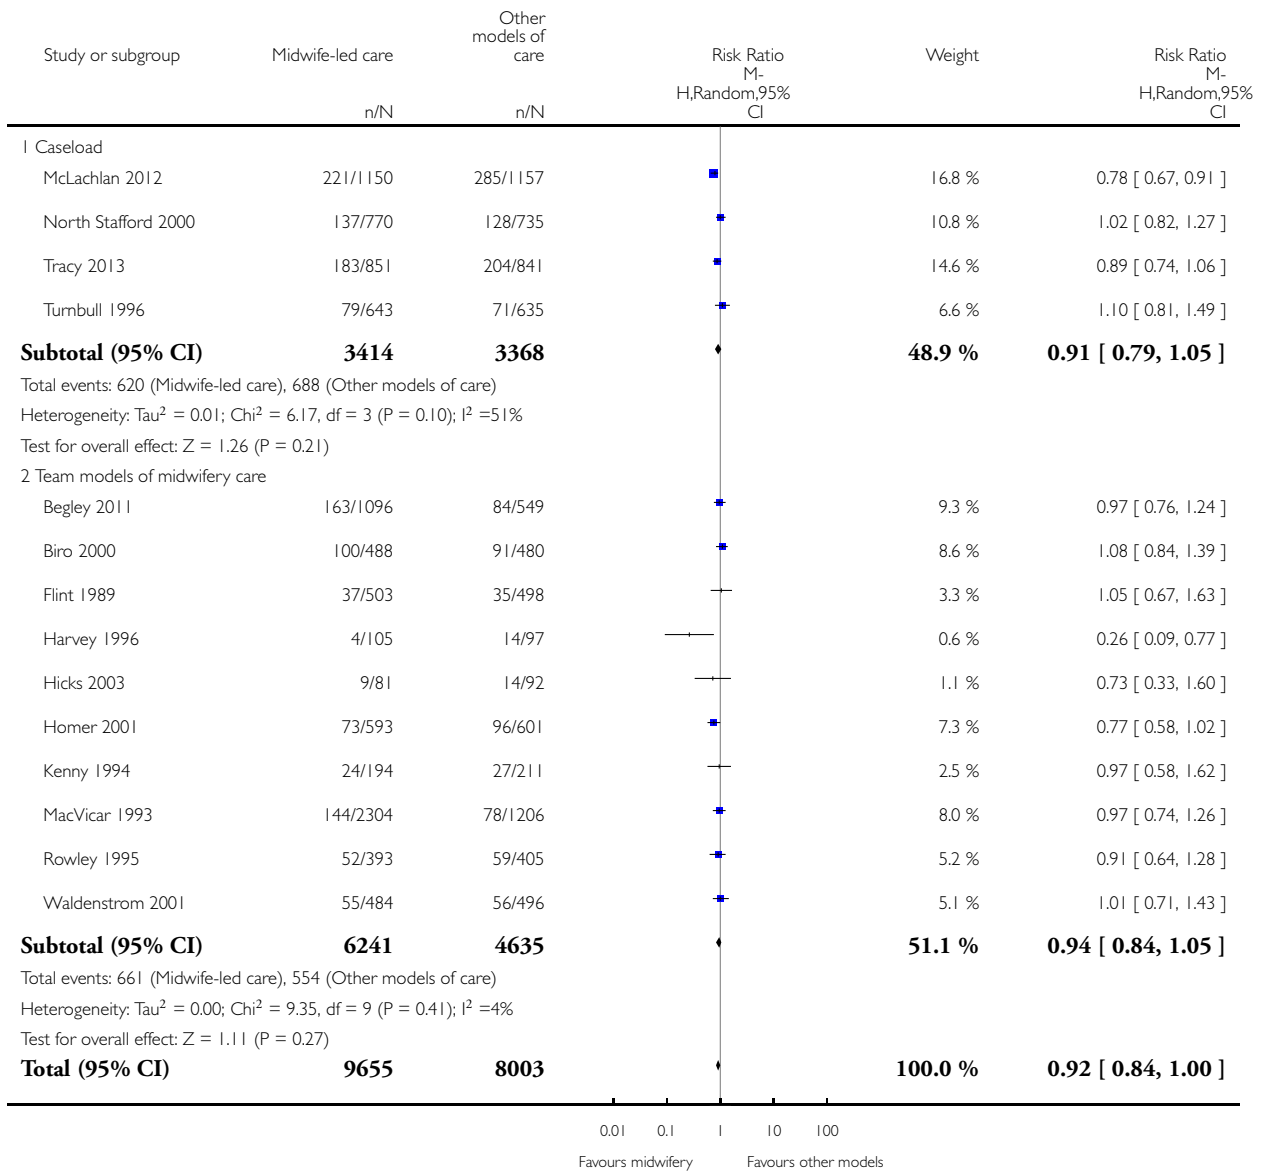 Study or subgroup Midwife-led care Other models of care Risk Ratio Weight Risk Ratio
M-H,Random,95% CI M-H,Random,95% CI
n/N n/N
1 Caseload
McLachlan 2012 221/1150 285/1157 16.8 % 0.78 [ 0.67, 0.91 ]
North Stafford 2000 137/770 128/735 10.8 % 1.02 [ 0.82, 1.27 ]
Tracy 2013 183/851 204/841 14.6 % 0.89 [ 0.74, 1.06 ]
Turnbull 1996 79/643 71/635 6.6 % 1.10 [ 0.81, 1.49 ]
Subtotal (95% CI) 3414 3368 48.9 % 0.91 [ 0.79, 1.05 ]
Total events: 620 (Midwife-led care), 688 (Other models of care)
Heterogeneity: Tau² = 0.01; Chi² = 6.17, df = 3 (P = 0.10); I² =51%
Test for overall effect: Z = 1.26 (P = 0.21)
2 Team models of midwifery care
Begley 2011 163/1096 84/549 9.3 % 0.97 [ 0.76, 1.24 ]
Biro 2000 100/488 91/480 8.6 % 1.08 [ 0.84, 1.39 ]
Flint 1989 37/503 35/498 3.3 % 1.05 [ 0.67, 1.63 ]
Harvey 1996 4/105 14/97 0.6 % 0.26 [ 0.09, 0.77 ]
Hicks 2003 9/81 14/92 1.1 % 0.73 [ 0.33, 1.60 ]
Homer 2001 73/593 96/601 7.3 % 0.77 [ 0.58, 1.02 ]
Kenny 1994 24/194 27/211 2.5 % 0.97 [ 0.58, 1.62 ]
MacVicar 1993 144/2304 78/1206 8.0 % 0.97 [ 0.74, 1.26 ]
Rowley 1995 52/393 59/405 5.2 % 0.91 [ 0.64, 1.28 ]
Waldenstrom 2001 55/484 56/496 5.1 % 1.01 [ 0.71, 1.43 ]
Subtotal (95% CI) 6241 4635 51.1 % 0.94 [ 0.84, 1.05 ]
Total events: 661 (Midwife-led care), 554 (Other models of care)
Heterogeneity: Tau² = 0.00; Chi² = 9.35, df = 9 (P = 0.41); I² =4%
Test for overall effect: Z = 1.11 (P = 0.27)
Total (95% CI) 9655 8003 100.0 % 0.92 [ 0.84, 1.00 ]
0.01 0.1 1 10 100
Favours midwifery Favours other models